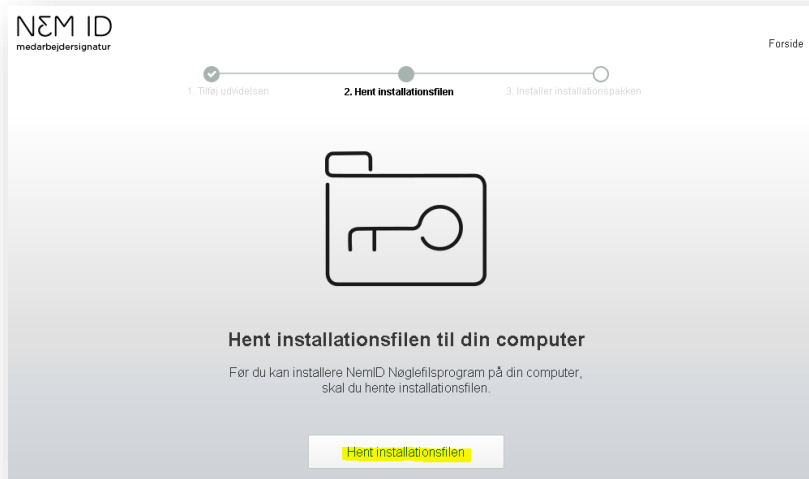 NEM ID
medarbejdersignatur
Forside
1. Tilføj udvidelsen
2. Hent installationsfilen
3. Installer installationspakken
Hent installationsfilen til din computer
Før du kan installere NemID Nøglefilsprogram på din computer,
skal du hente installationsfilen.
Hent installationsfilen